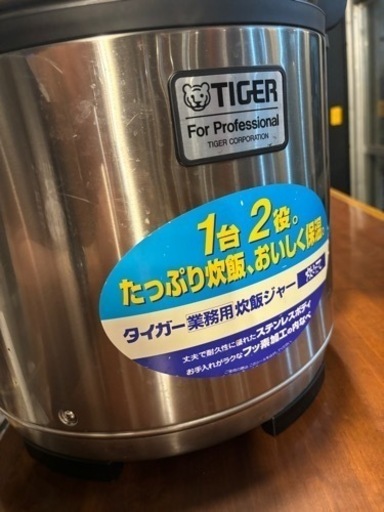 TIGER
For Professional
TIGER CORPORATION
1台2役。
たっぷり炊飯、おいしく保温。
タイガー業務用炊飯ジャー
丈夫で耐久性に優れたステンレスボディ
お手入れがラクなフッ素加工の内なべ